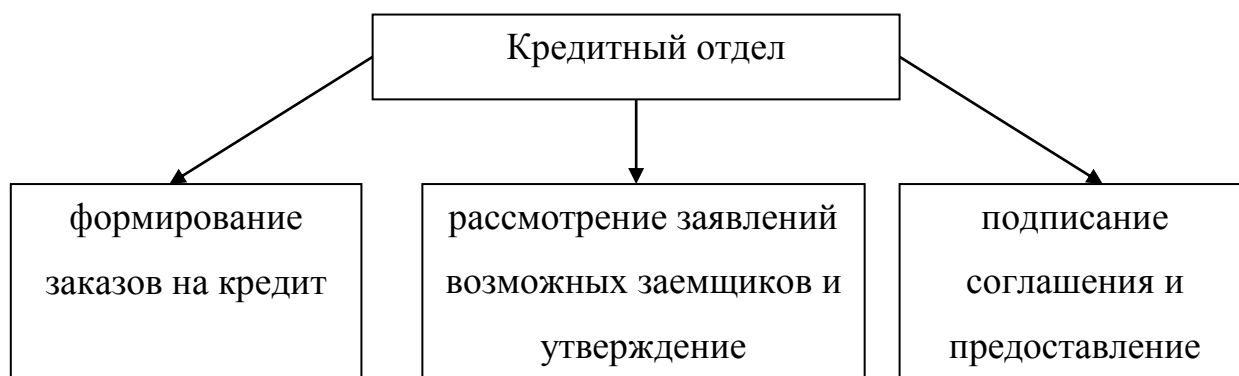 Кредитный отдел
формирование
заказов на кредит
рассмотрение заявлений
возможных заемщиков и
утверждение
подписание
соглашения и
предоставление